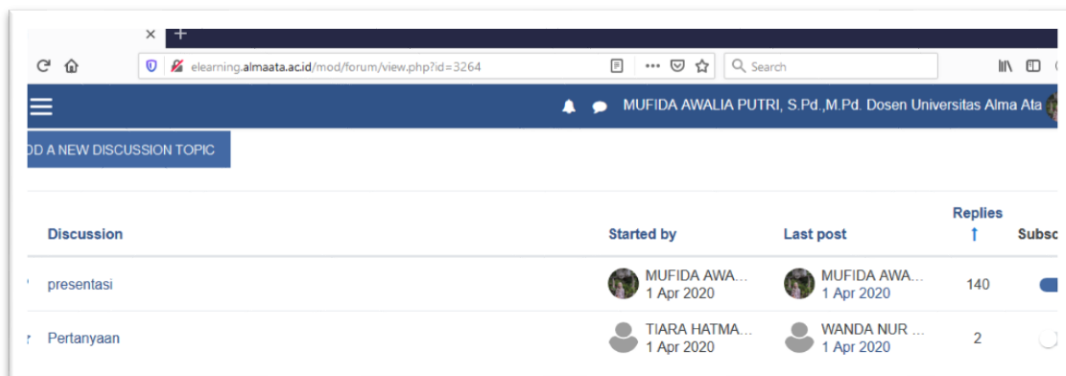 elearning.almaata.ac.id/mod/forum/view.php?id=3264
Search
MUFIDA AWALIA PUTRI, S.Pd.,M.Pd. Dosen Universitas Alma Ata
DD A NEW DISCUSSION TOPIC
Discussion Started by Last post Replies Subsc
presentasi MUFIDA AWA... MUFIDA AWA... 140
1 Apr 2020 1 Apr 2020
Pertanyaan TIARA HATMA... WANDA NUR ... 2
1 Apr 2020 1 Apr 2020